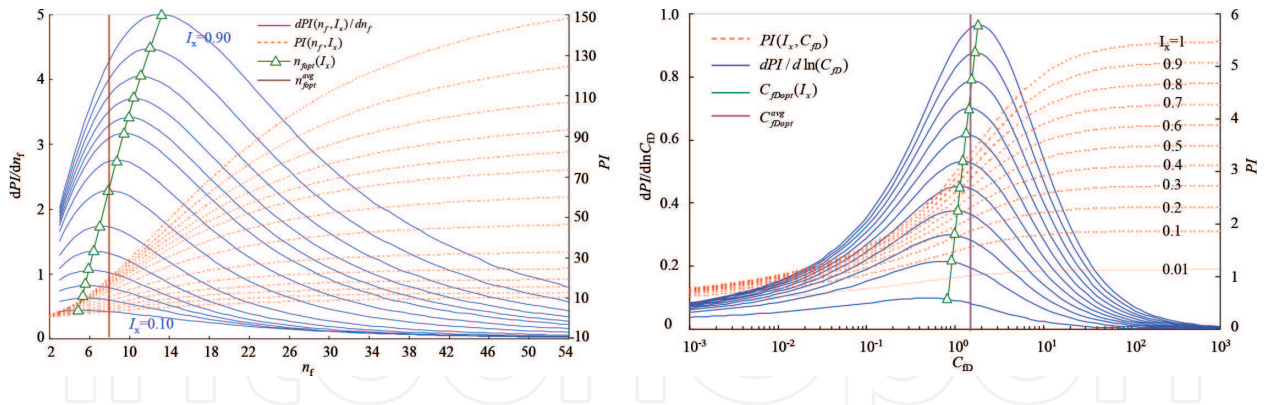 5
4
3
2
1
0
dPI/dn_f
I_x=0.90
I_x=0.10
dPI(n_f,I_x)/dn_f
PI(n_f,I_x)
n_fopt(I_x)
n_fopt^avg
150
130
110
90
70
50
30
10
-10
PI
2 6 10 14 18 22 26 30 34 38 42 46 50 54
n_f
1.0
0.8
0.6
0.4
0.2
0
dPI/dlnC_fD
PI(I_x,C_fD)
dPI/d ln(C_fD)
C_fDopt(I_x)
C_fDopt^avg
I_x=1
0.9
0.8
0.7
0.6
0.5
0.4
0.3
0.2
0.1
0.01
6
5
4
3
2
1
0
PI
10^-3 10^-2 10^-1 10^0 10^1 10^2 10^3
C_fD